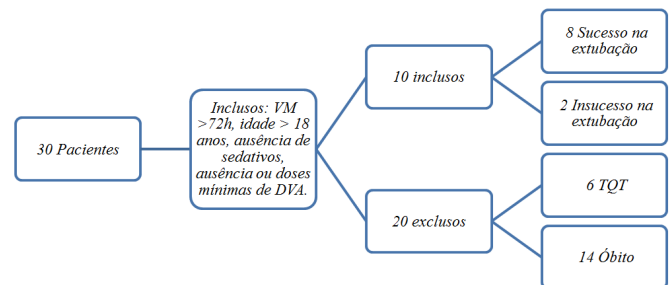 30 Pacientes
Inclusos: VM
>72h, idade > 18
anos, ausência de
sedativos,
ausência ou doses
mínimas de DVA.
10 inclusos
20 exclusos
8 Sucesso na
extubação
2 Insucesso na
extubação
6 TQT
14 Óbito